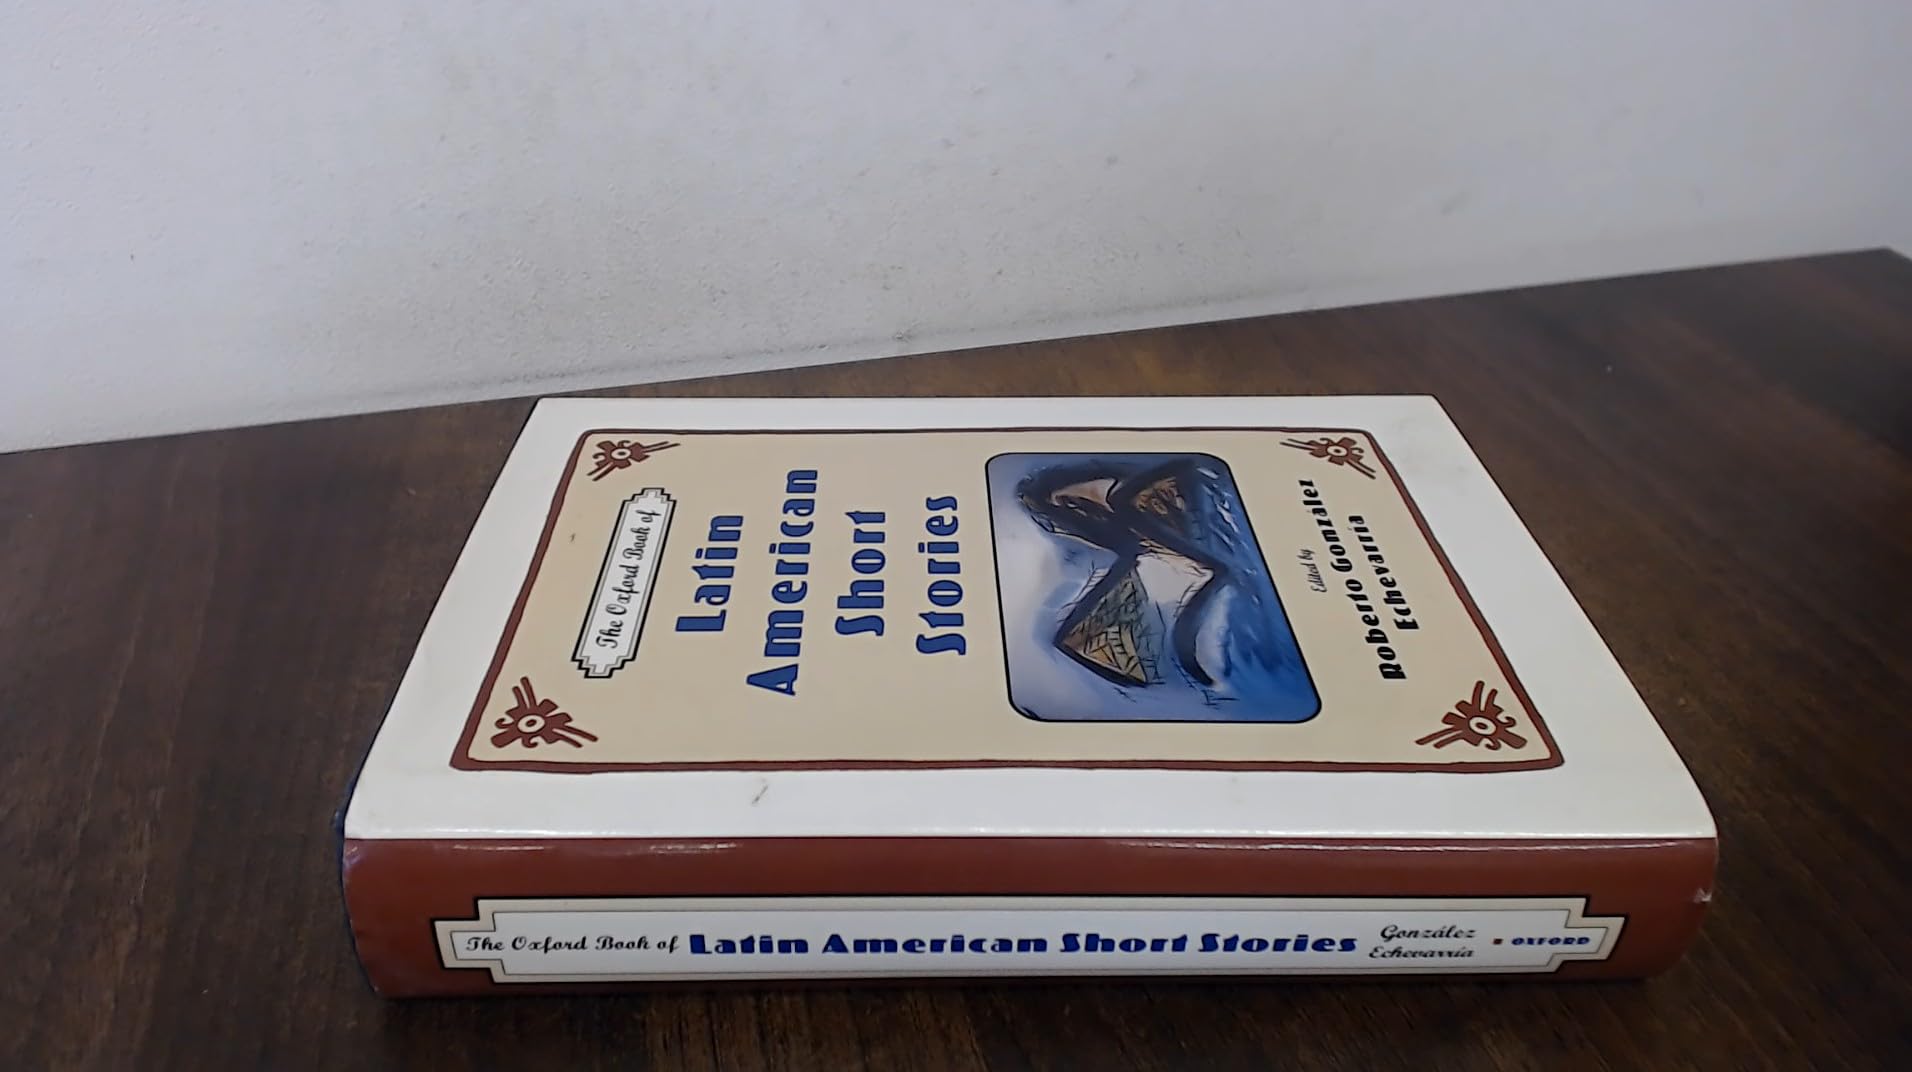 The Oxford Book of
Latin
American
Short
Stories
Edited by
Roberto González
Echevarría
The Oxford Book of Latin American Short Stories González Echevarría OXFORD